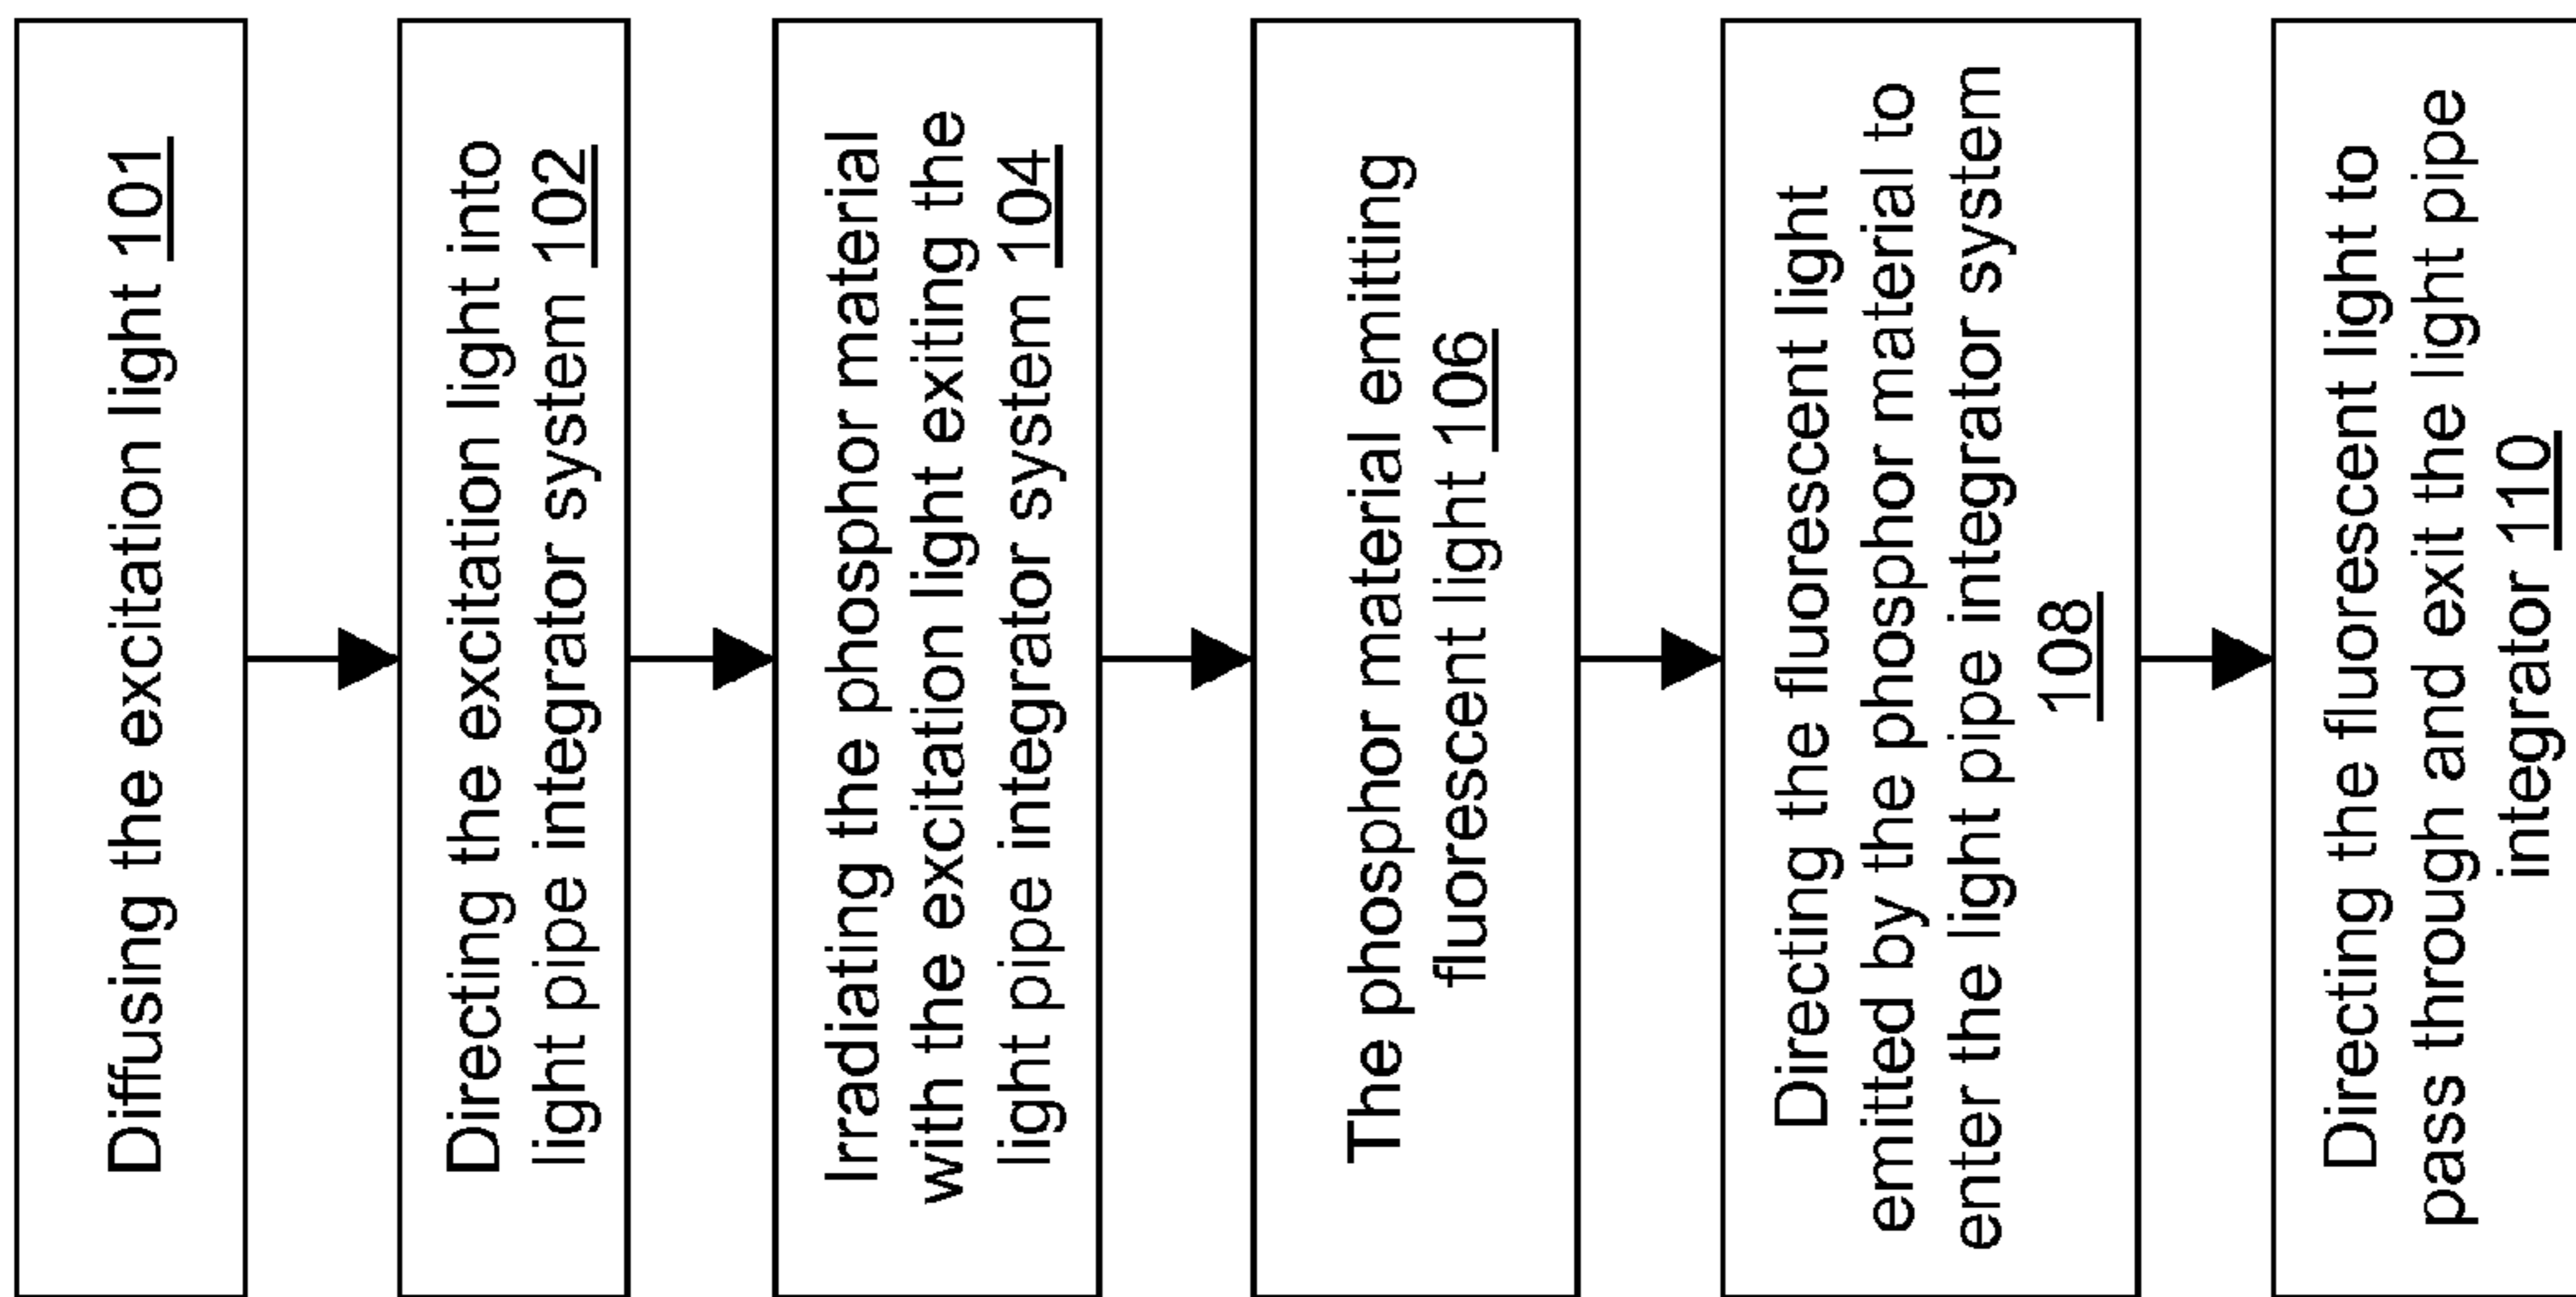 Diffusing the excitation light 101
Directing the excitation light into
light pipe integrator system 102
Irradiating the phosphor material
with the excitation light exiting the
light pipe integrator system 104
The phosphor material emitting
fluorescent light 106
Directing the fluorescent light
emitted by the phosphor material to
enter the light pipe integrator system
108
Directing the fluorescent light to
pass through and exit the light pipe
integrator 110